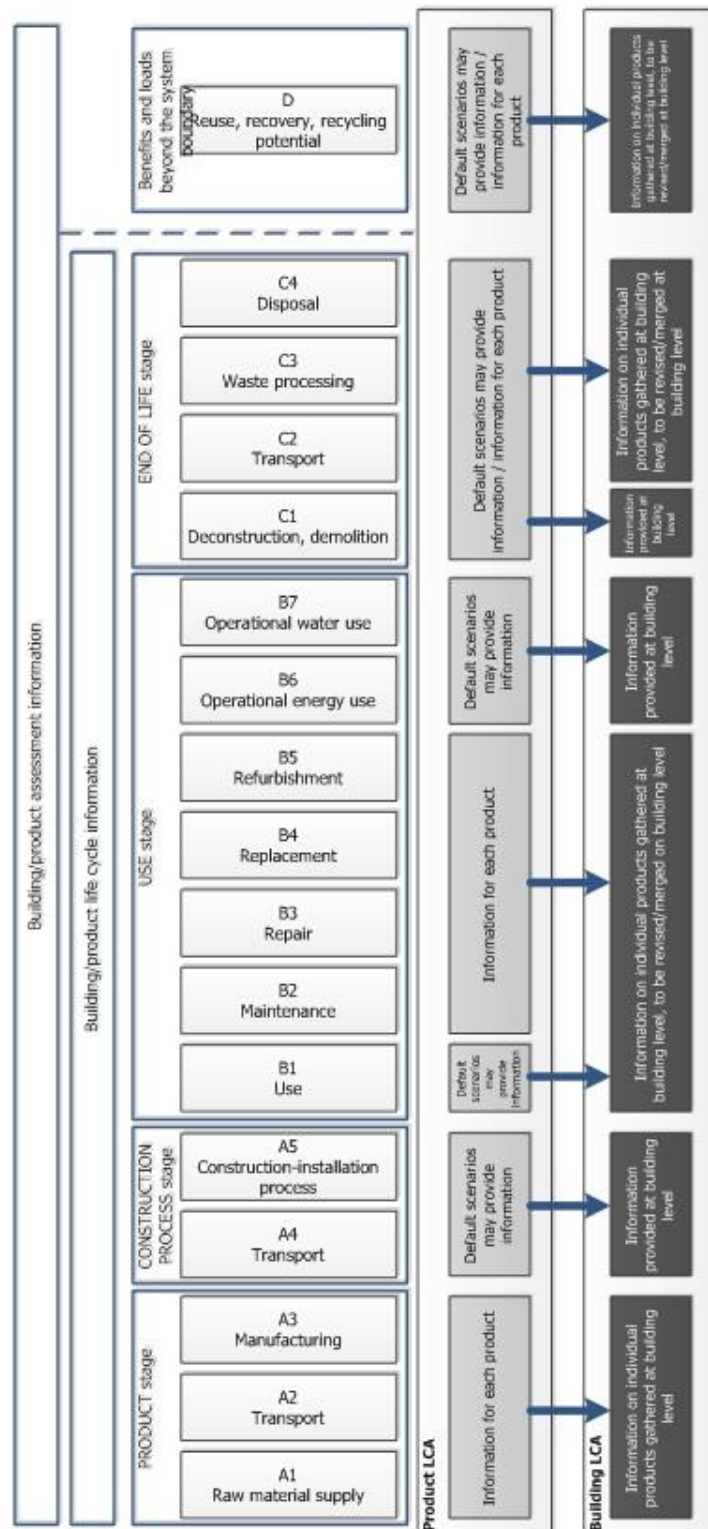 Building/product assessment information
Building/product life cycle information
PRODUCT stage
A1
Raw material supply
A2
Transport
A3
Manufacturing
CONSTRUCTION
PROCESS stage
A4
Transport
A5
Construction-installation
process
USE stage
B1
Use
B2
Maintenance
B3
Repair
B4
Replacement
B5
Refurbishment
B6
Operational energy use
B7
Operational water use
END OF LIFE stage
C1
Deconstruction, demolition
C2
Transport
C3
Waste processing
C4
Disposal
Benefits and loads
beyond the system
boundary
D
Reuse, recovery, recycling
potential
Product LCA
Information for each product
Default scenarios
may provide
information
Default
scenarios
may
provide
information
Information for each product
Default scenarios
may provide
information
Default scenarios may provide
information / information for each product
Default scenarios may
provide information /
information for each
product
Building LCA
Information on individual
products gathered at building
level
Information
provided at building
level
Information on individual products gathered at
building level, to be revised/merged on building level
Information
provided at building
level
Information
provided at
building
level
Information on individual
products gathered at building
level, to be revised/merged at
building level
Information on individual products
gathered at building level, to be
revised/merged at building level